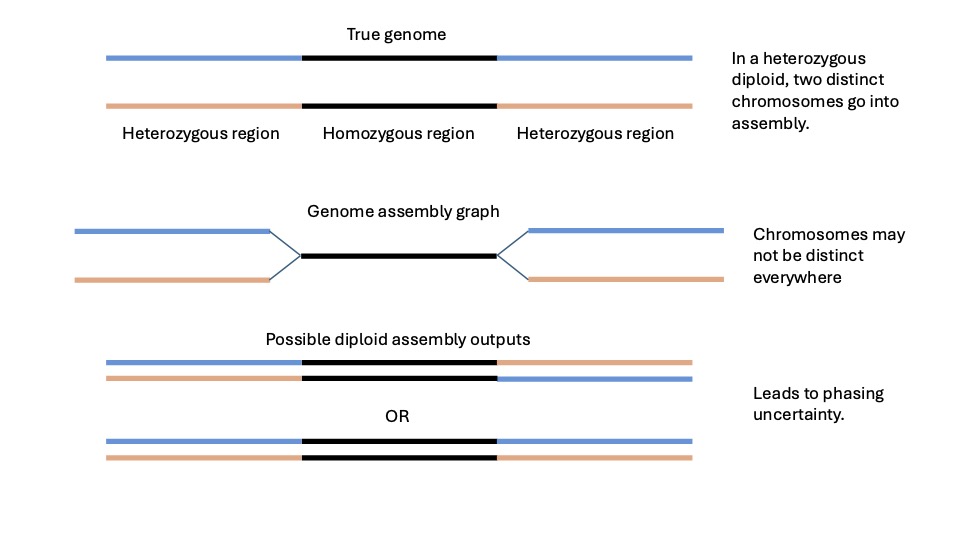 True genome
In a heterozygous
diploid, two distinct
chromosomes go into
assembly.
Heterozygous region
Homozygous region
Heterozygous region
Genome assembly graph
Chromosomes may
not be distinct
everywhere
Possible diploid assembly outputs
OR
Leads to phasing
uncertainty.